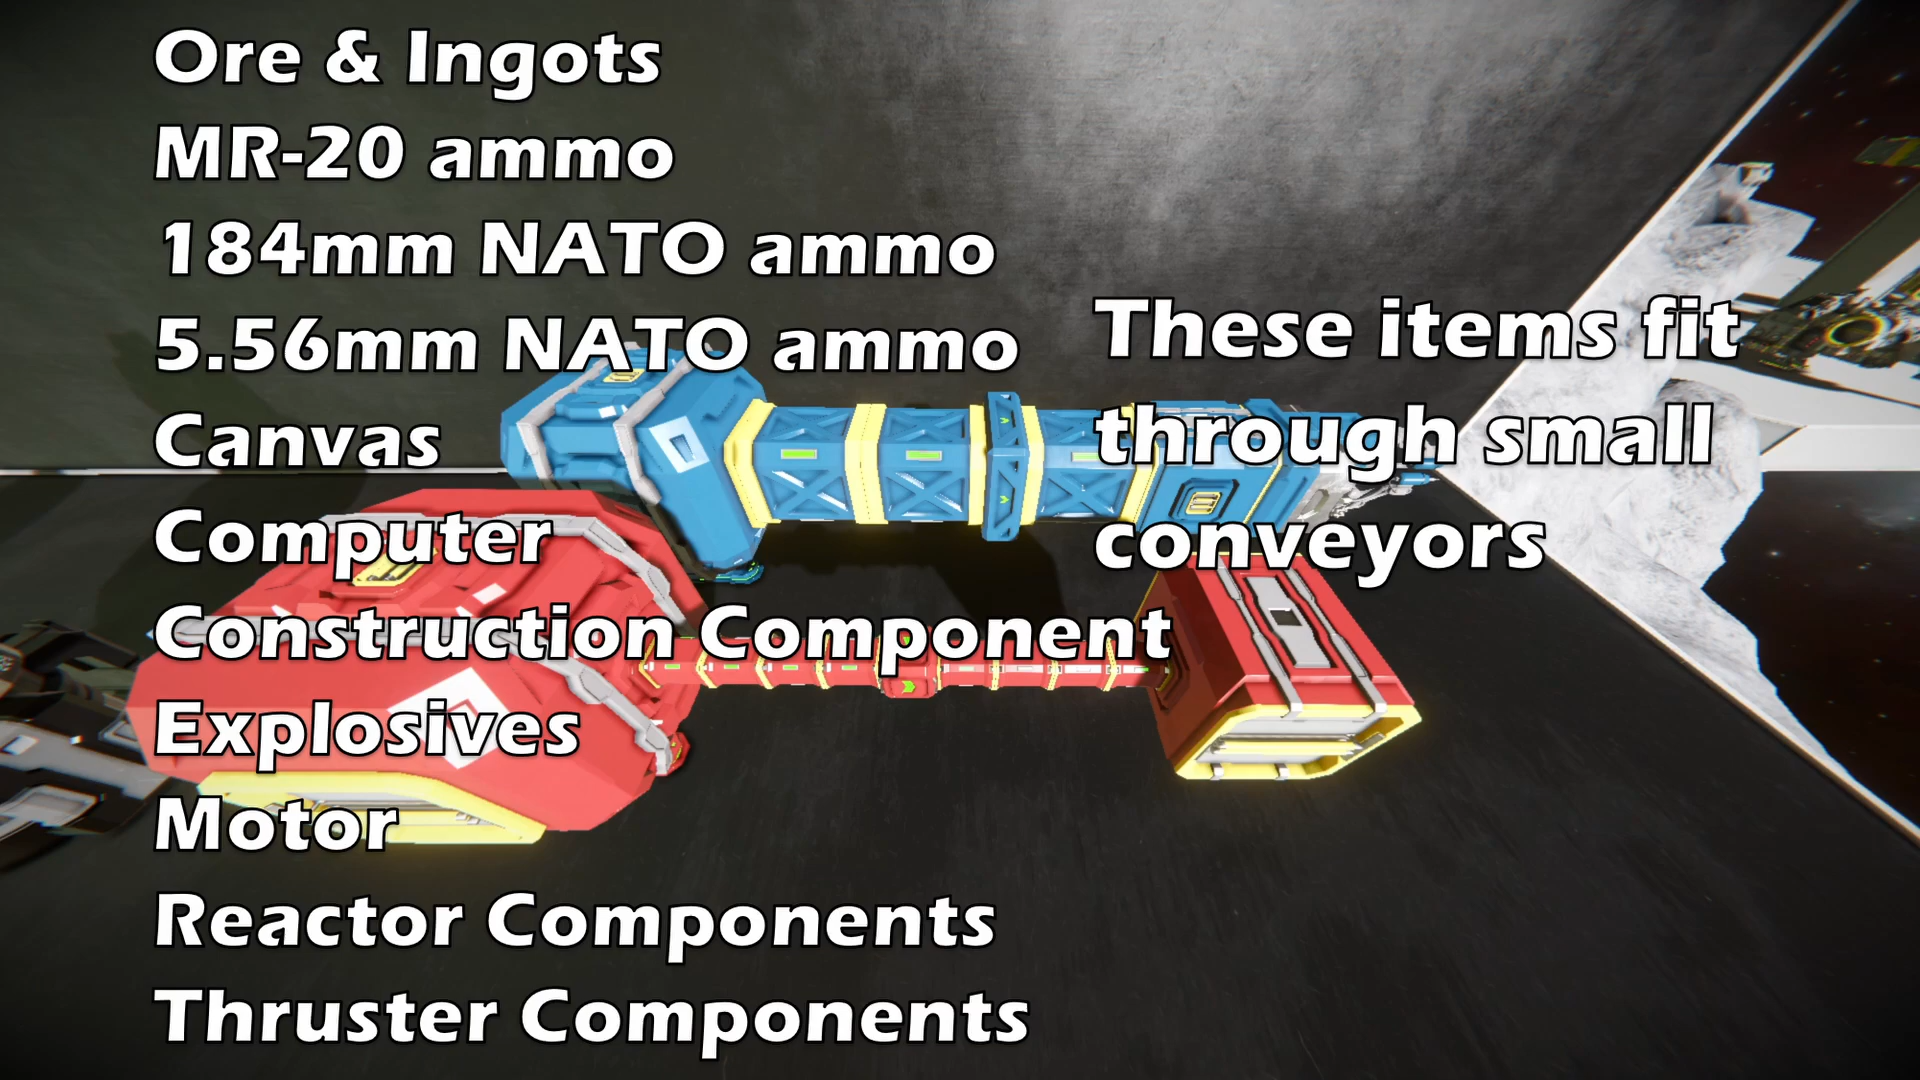 Ore & Ingots
MR-20 ammo
184mm NATO ammo
5.56mm NATO ammo
Canvas
Computer
Construction Component
Explosives
Motor
Reactor Components
Thruster Components
These items fit
through small
conveyors